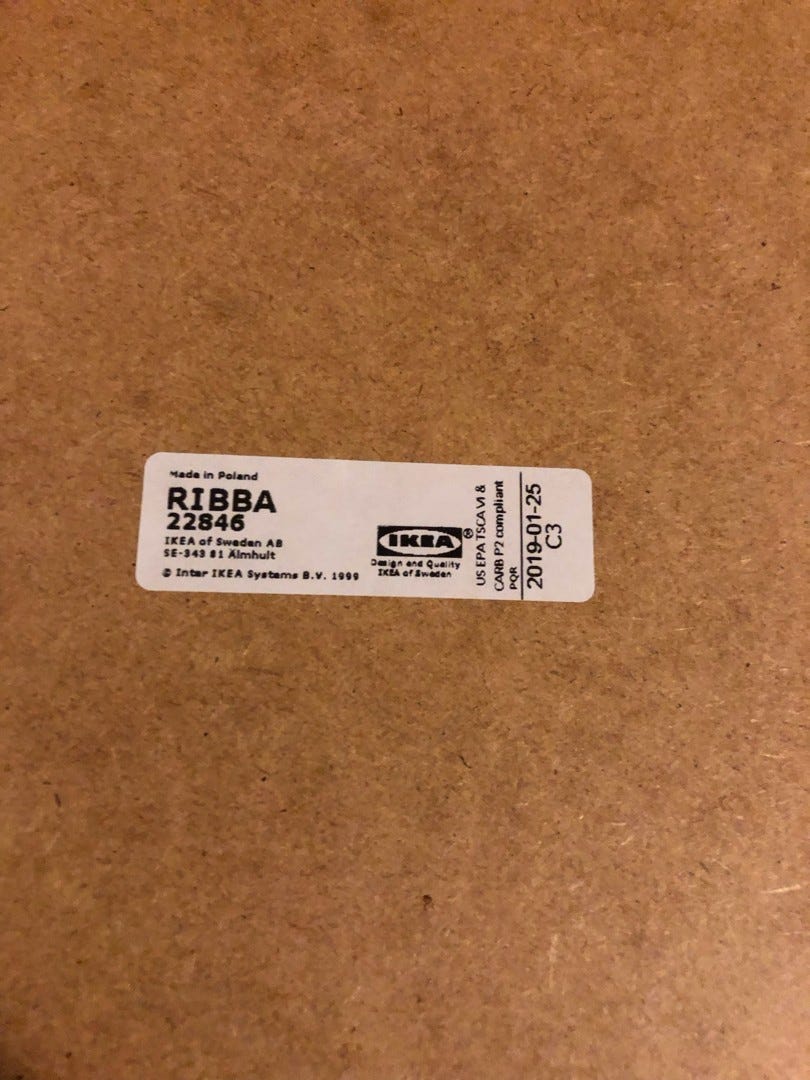 Made in Poland
RIBBA
22846
IKEA of Sweden AB
SE-343 81 Älmhult
© Inter IKEA Systems B.V. 1999
IKEA®
Design and Quality
IKEA of Sweden
US EPA TSCA VI &
CARB P2 compliant
PQR
2019-01-25
C3